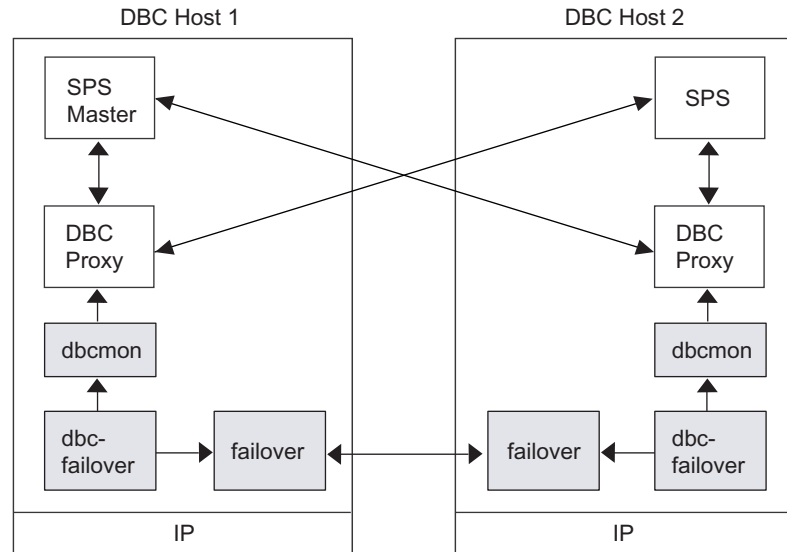 DBC Host 1
DBC Host 2
SPS
Master
SPS
DBC
Proxy
DBC
Proxy
dbcmon
dbcmon
dbc-
failover
failover
failover
dbc-
failover
IP
IP